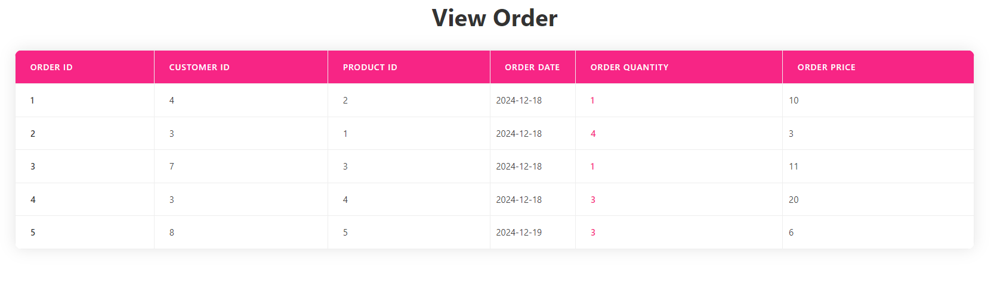 View Order
ORDER ID CUSTOMER ID PRODUCT ID ORDER DATE ORDER QUANTITY ORDER PRICE
1 4 2 2024-12-18 1 10
2 3 1 2024-12-18 4 3
3 7 3 2024-12-18 1 11
4 3 4 2024-12-18 3 20
5 8 5 2024-12-19 3 6